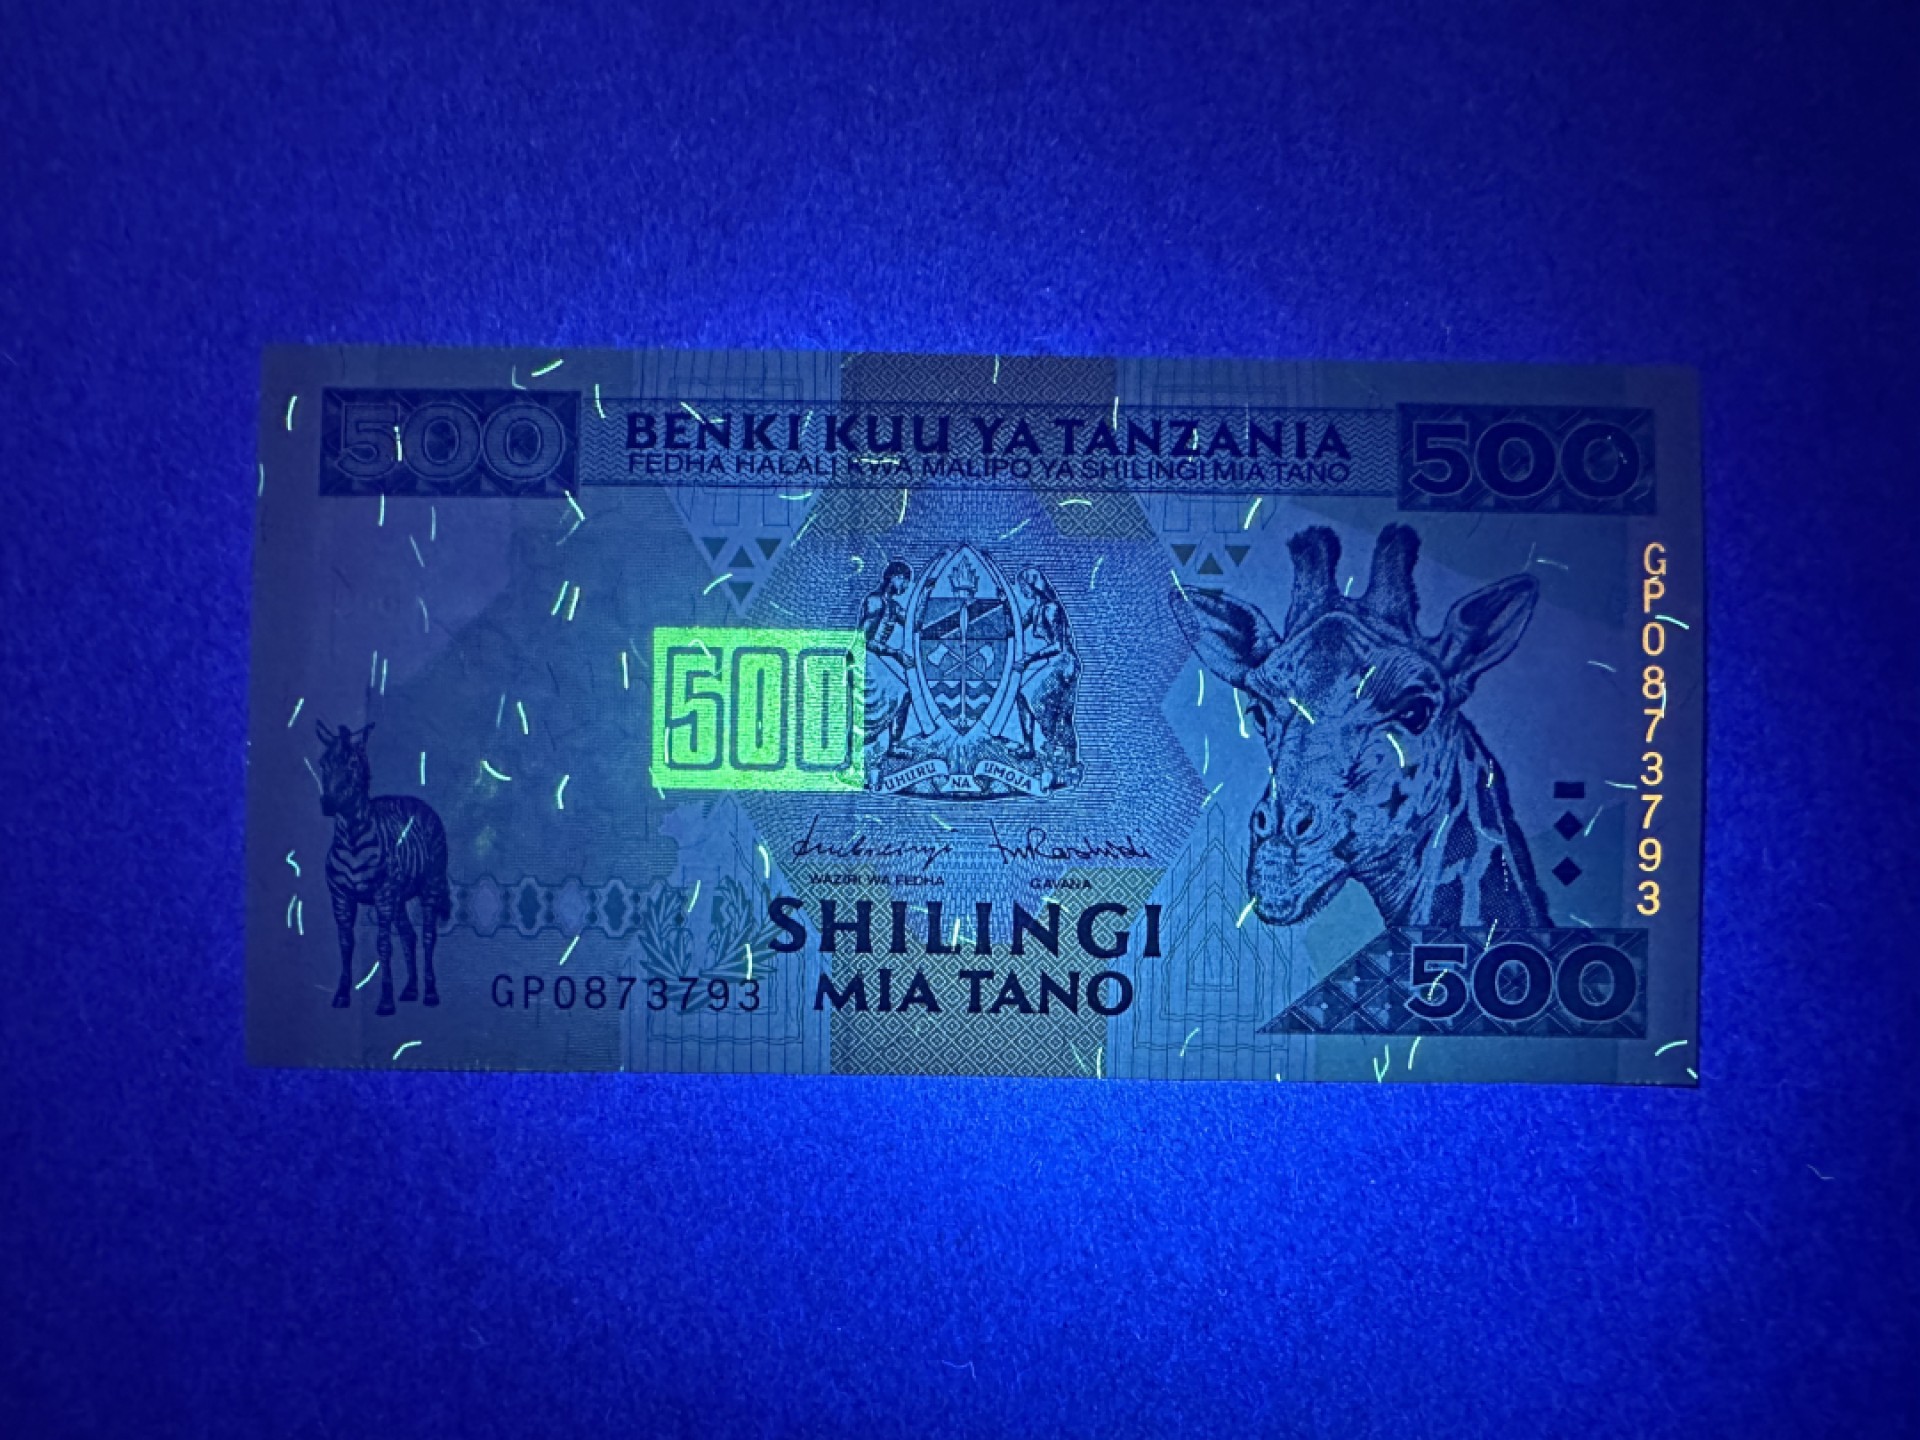 500
BENKI KUU YA TANZANIA
500
FEDHA HALALI KWA MALIPO YA SHILINGI MIA TANO
GP0873793
500
UHURU NA UMOJA
WAZIRI WA FEDHA
GAVANA
SHILINGI
MIA TANO
GP0873793
500